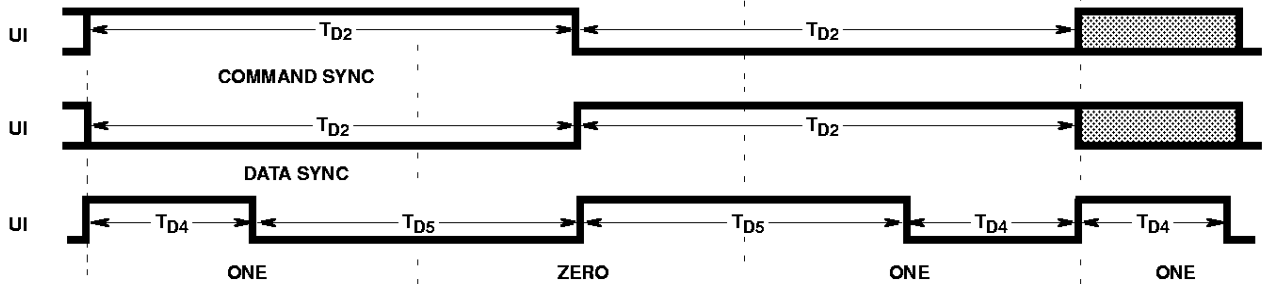 UI TD2 TD2
COMMAND SYNC
UI TD2 TD2
DATA SYNC
UI TD4 TD5 TD5 TD4 TD4
ONE ZERO ONE ONE